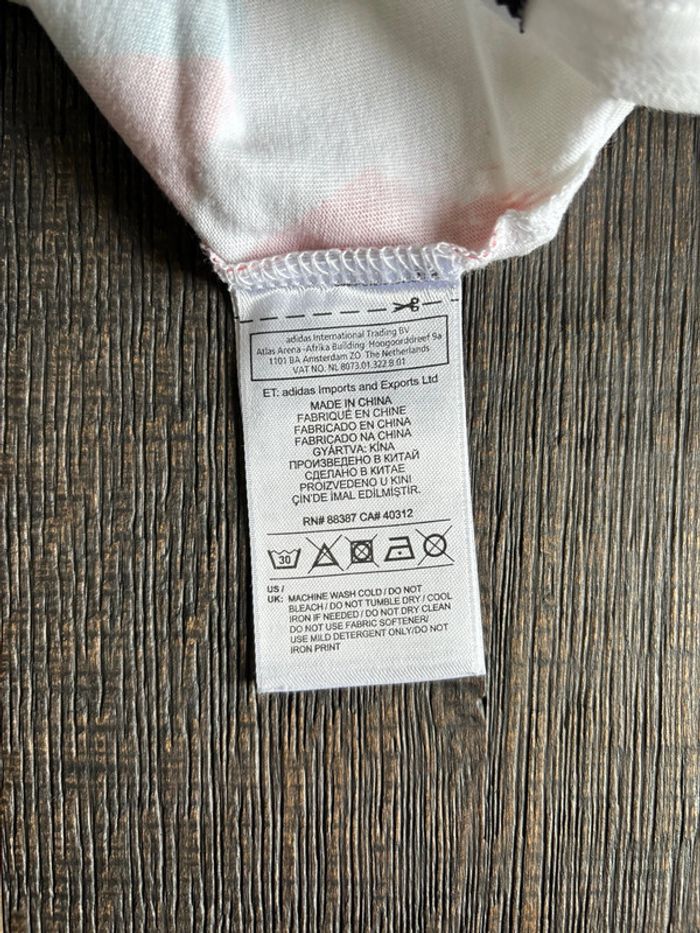 adidas International Trading BV
Atlas Arena-Afrika Building Hoogoorddreef 9a
1101 BA Amsterdam ZO. The Netherlands
VAT NO. NL 8073.01.322 B 01
ET: adidas Imports and Exports Ltd
MADE IN CHINA
FABRIQUÉ EN CHINE
FABRICADO EN CHINA
FABRICADO NA CHINA
GYÁRTVA: KÍNA
ПРОИЗВЕДЕНО В КИТАЙ
СДЕЛАНО В КИТАЕ
PROIZVEDENO U KINI
ÇİN'DE İMAL EDİLMİŞTİR.
RN# 88387 CA# 40312
30
US /
UK: MACHINE WASH COLD / DO NOT
BLEACH / DO NOT TUMBLE DRY / COOL
IRON IF NEEDED / DO NOT DRY CLEAN
DO NOT USE FABRIC SOFTENER/
USE MILD DETERGENT ONLY/DO NOT
IRON PRINT